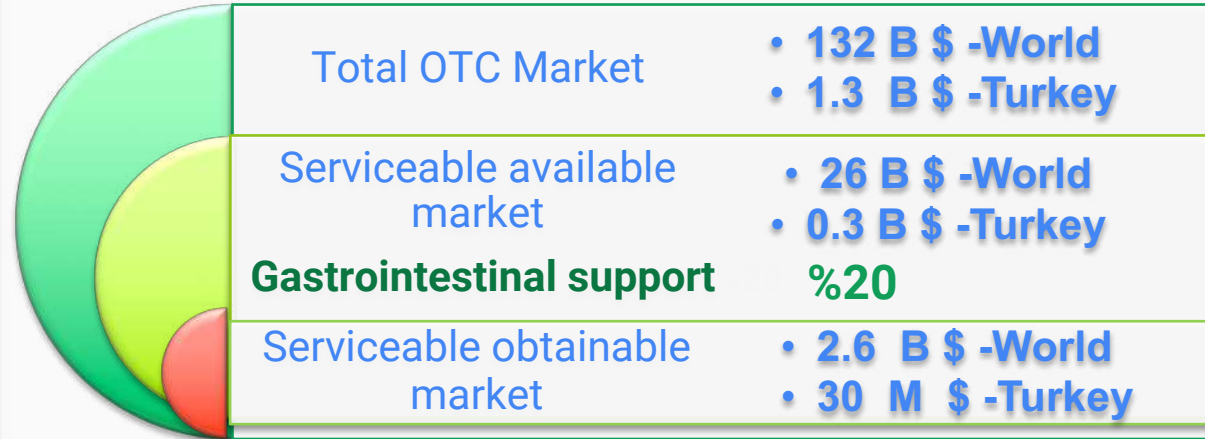 Total OTC Market
• 132 B $ -World
• 1.3 B $ -Turkey
Serviceable available
market
• 26 B $ -World
• 0.3 B $ -Turkey
Gastrointestinal support
%20
Serviceable obtainable
market
• 2.6 B $ -World
• 30 M $ -Turkey